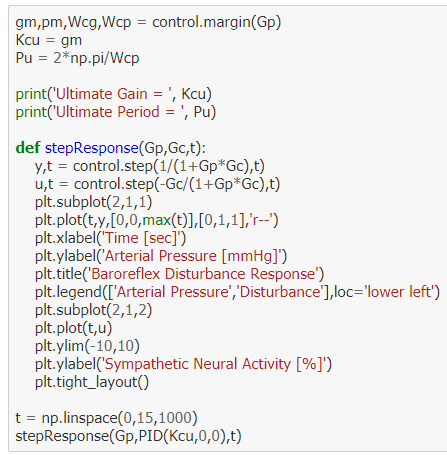 gm,pm,Wcg,Wcp = control.margin(Gp)
Kcu = gm
Pu = 2*np.pi/Wcp
print('Ultimate Gain = ', Kcu)
print('Ultimate Period = ', Pu)
def stepResponse(Gp,Gc,t):
y,t = control.step(1/(1+Gp*Gc),t)
u,t = control.step(-Gc/(1+Gp*Gc),t)
plt.subplot(2,1,1)
plt.plot(t,y,[0,0,max(t)],[0,1,1],'r--')
plt.xlabel('Time [sec]')
plt.ylabel('Arterial Pressure [mmHg]')
plt.title('Baroreflex Disturbance Response')
plt.legend(['Arterial Pressure','Disturbance'],loc='lower left')
plt.subplot(2,1,2)
plt.plot(t,u)
plt.ylim(-10,10)
plt.ylabel('Sympathetic Neural Activity [%]')
plt.tight_layout()
t = np.linspace(0,15,1000)
stepResponse(Gp,PID(Kcu,0,0),t)